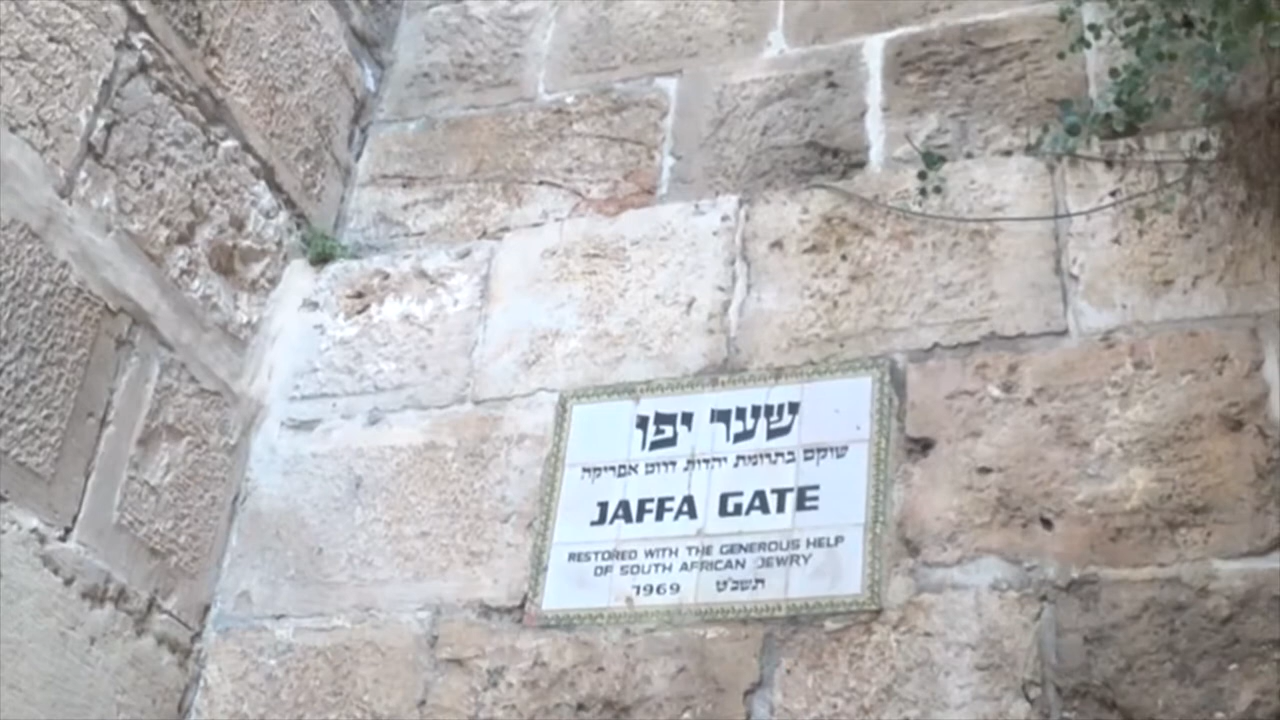 שער יפו
שוקם בתרומת יהדות דרום אפריקה
JAFFA GATE
RESTORED WITH THE GENEROUS HELP
OF SOUTH AFRICAN JEWRY
1969 תשכ"ט